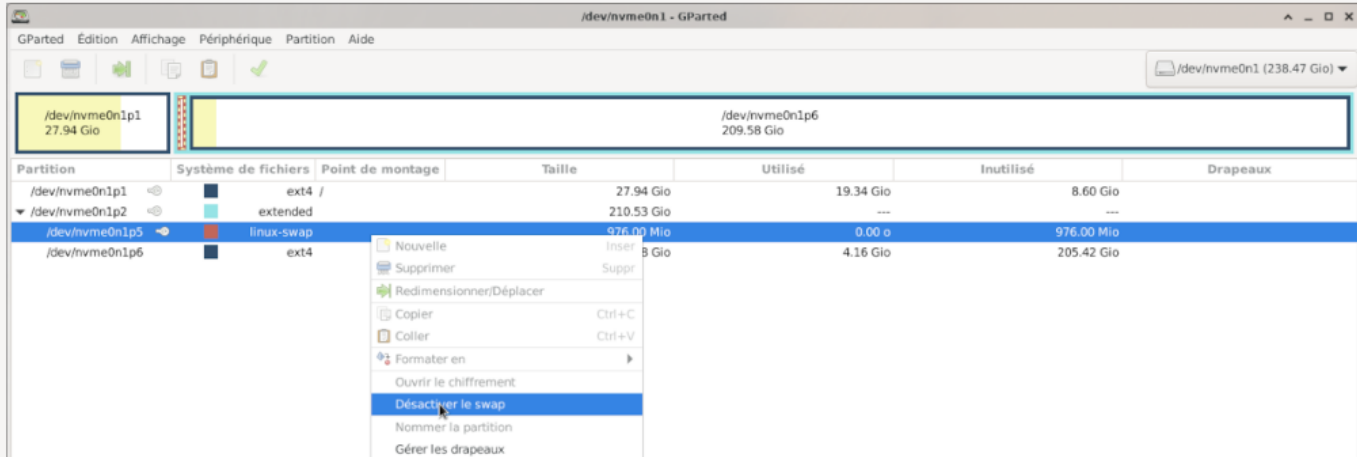 /dev/nvme0n1 - GParted
GParted Édition Affichage Périphérique Partition Aide
/dev/nvme0n1 (238.47 Gio)
/dev/nvme0n1p1 /dev/nvme0n1p6
27.94 Gio 209.58 Gio
Partition Système de fichiers Point de montage Taille Utilisé Inutilisé Drapeaux
/dev/nvme0n1p1 ext4 / 27.94 Gio 19.34 Gio 8.60 Gio
/dev/nvme0n1p2 extended 210.53 Gio --- ---
/dev/nvme0n1p5 linux-swap 976.00 Mio 0.00 o 976.00 Mio
/dev/nvme0n1p6 ext4 8 Gio 4.16 Gio 205.42 Gio
Nouvelle Inser
Supprimer Suppr
Redimensionner/Déplacer
Copier Ctrl+C
Coller Ctrl+V
Formater en
Ouvrir le chiffrement
Désactiver le swap
Nommer la partition
Gérer les drapeaux